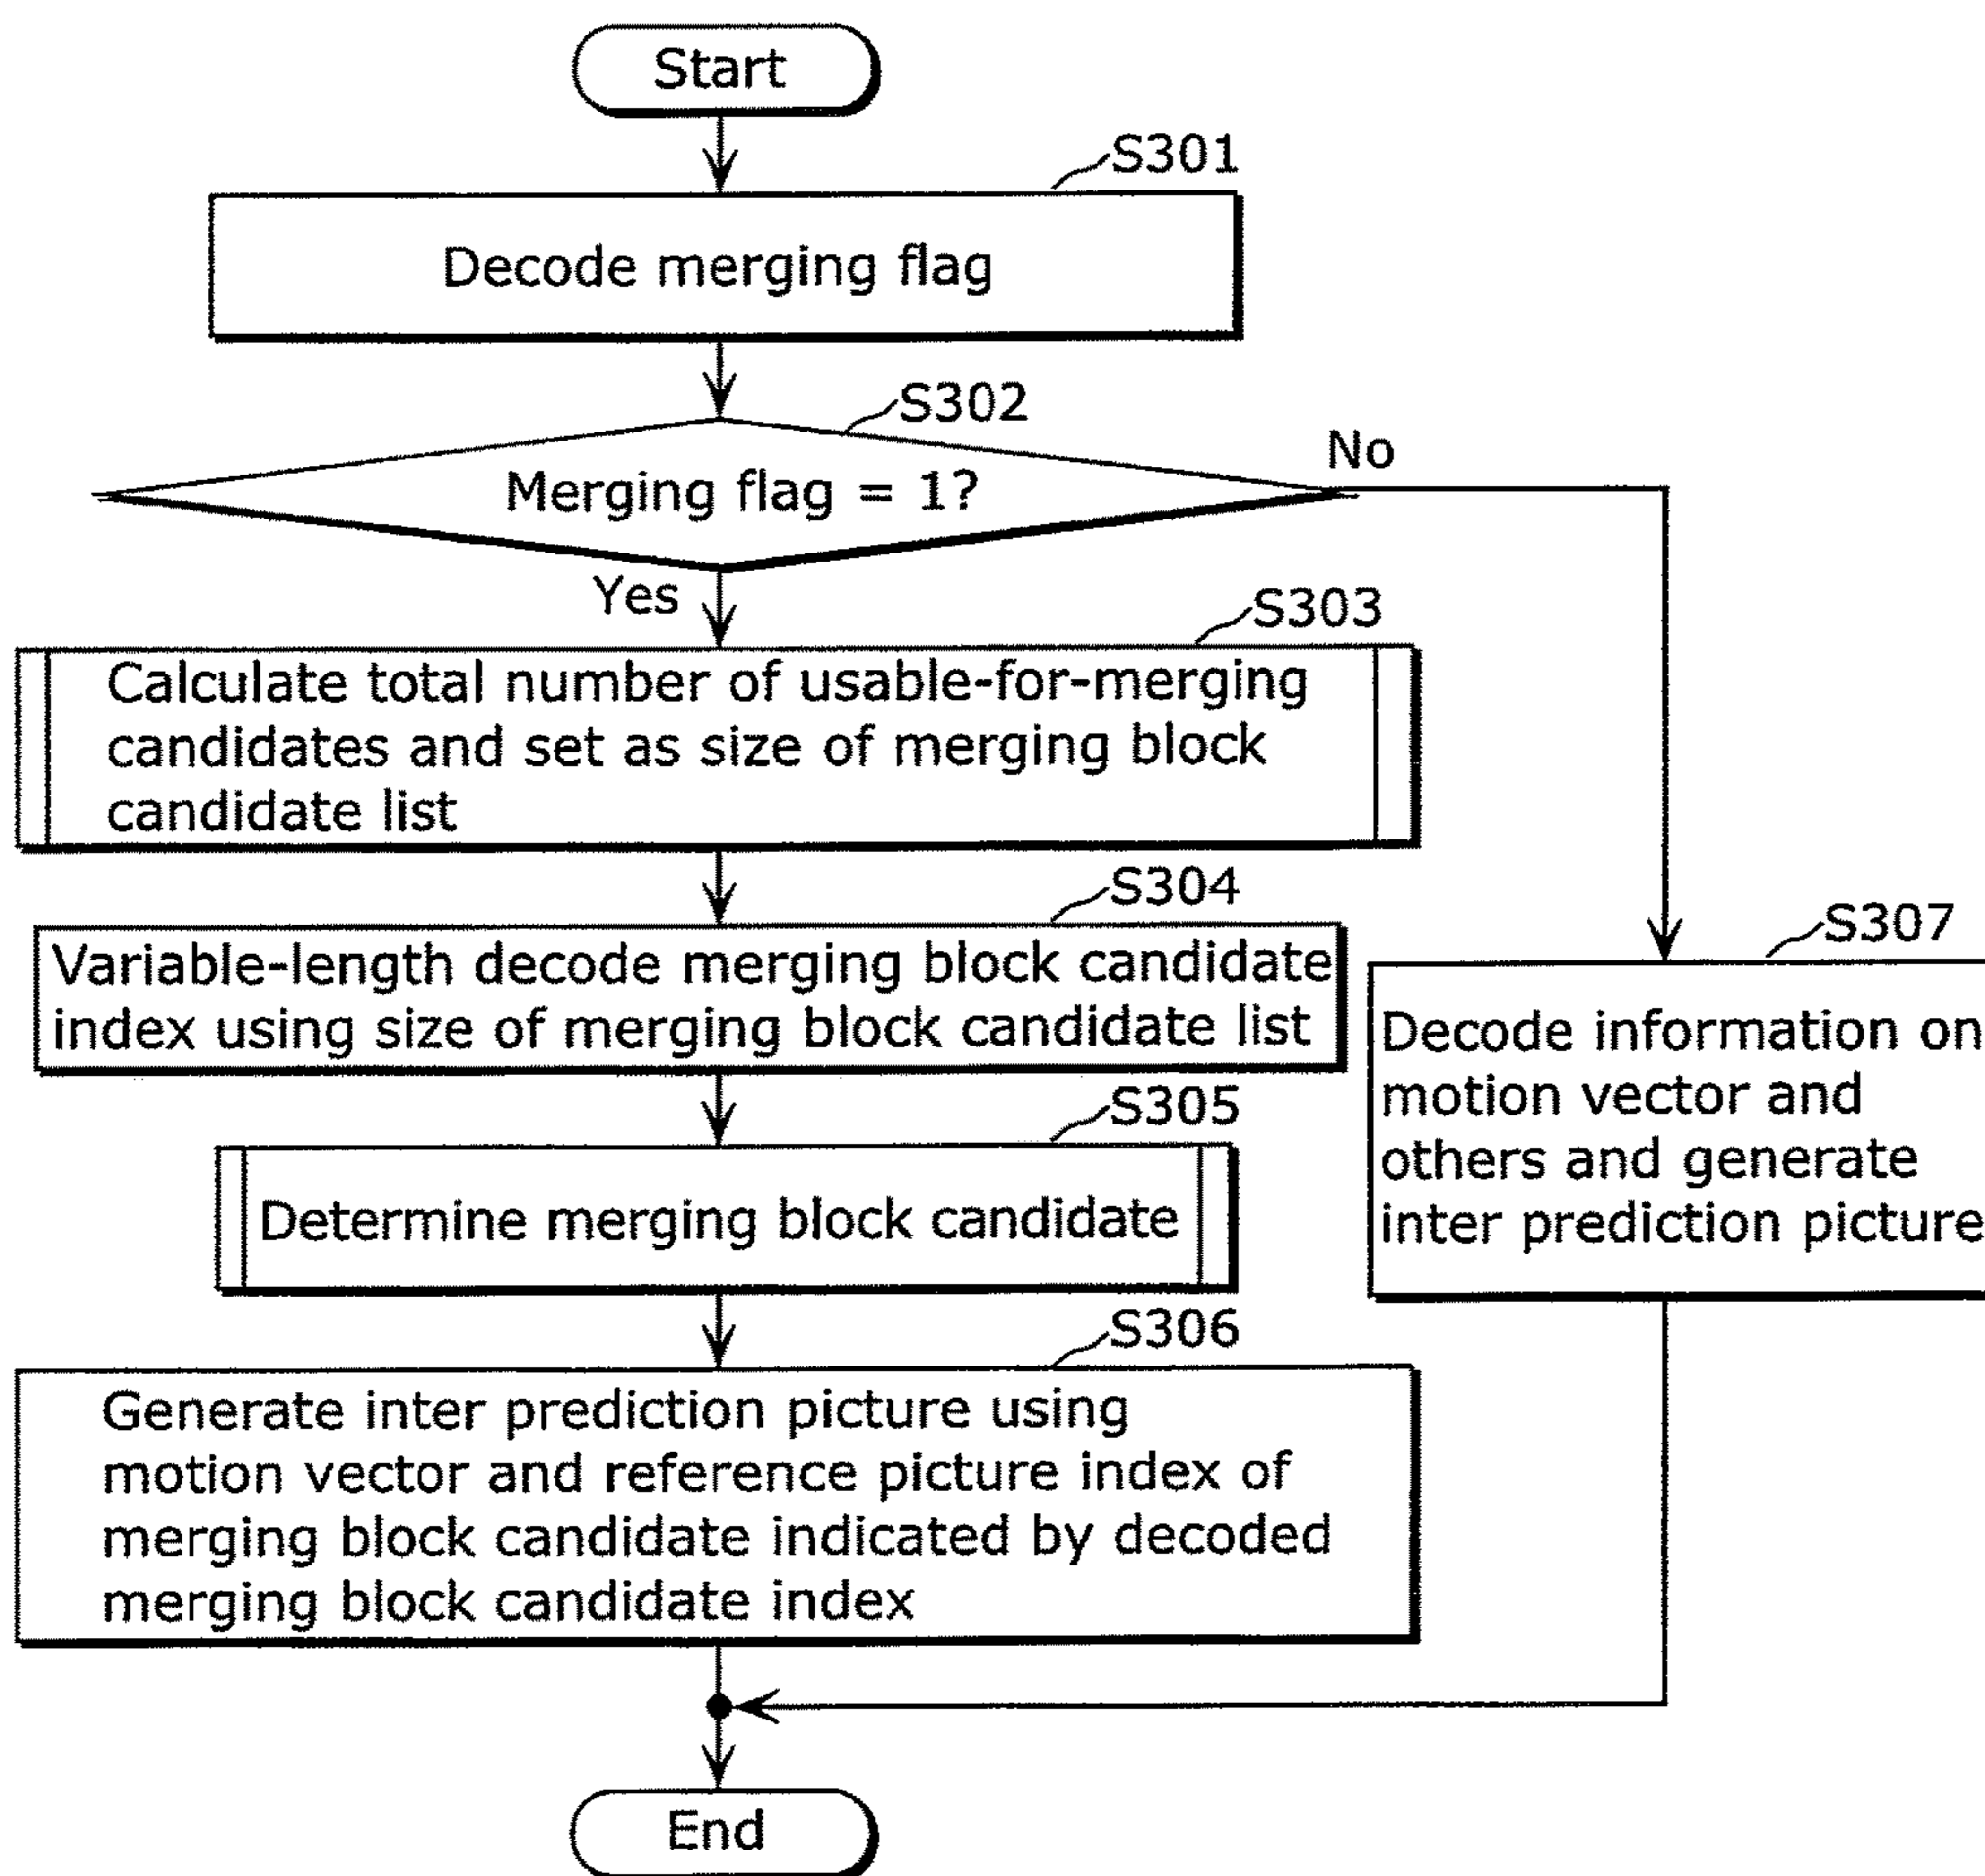 Start
S301
Decode merging flag
S302
Merging flag = 1?
No
Yes
S303
Calculate total number of usable-for-merging
candidates and set as size of merging block
candidate list
S304
Variable-length decode merging block candidate
index using size of merging block candidate list
S307
Decode information on
motion vector and
others and generate
inter prediction picture
S305
Determine merging block candidate
S306
Generate inter prediction picture using
motion vector and reference picture index of
merging block candidate indicated by decoded
merging block candidate index
End